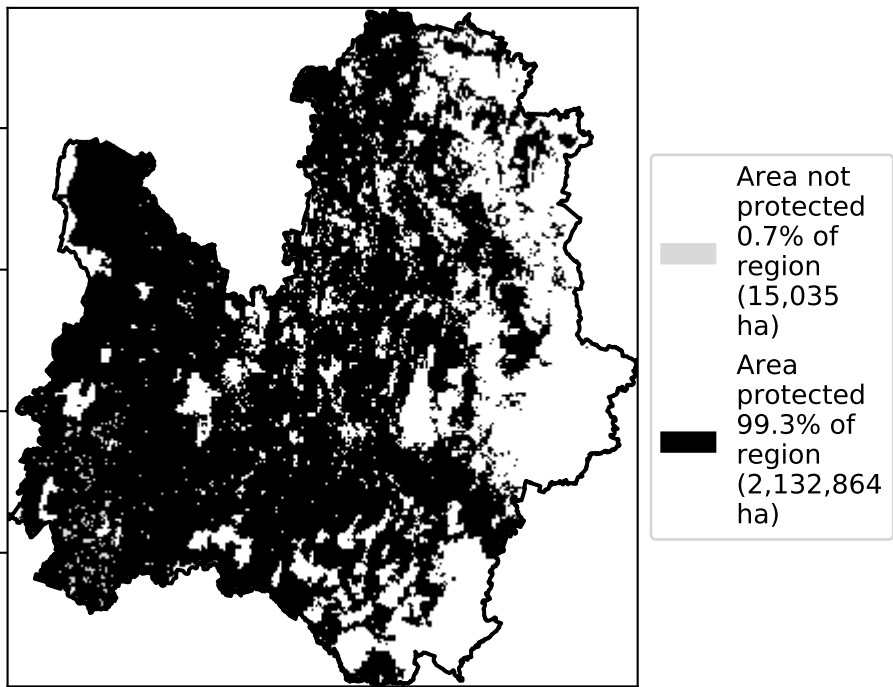 Area not
protected
0.7% of
region
(15,035
ha)
Area
protected
99.3% of
region
(2,132,864
ha)